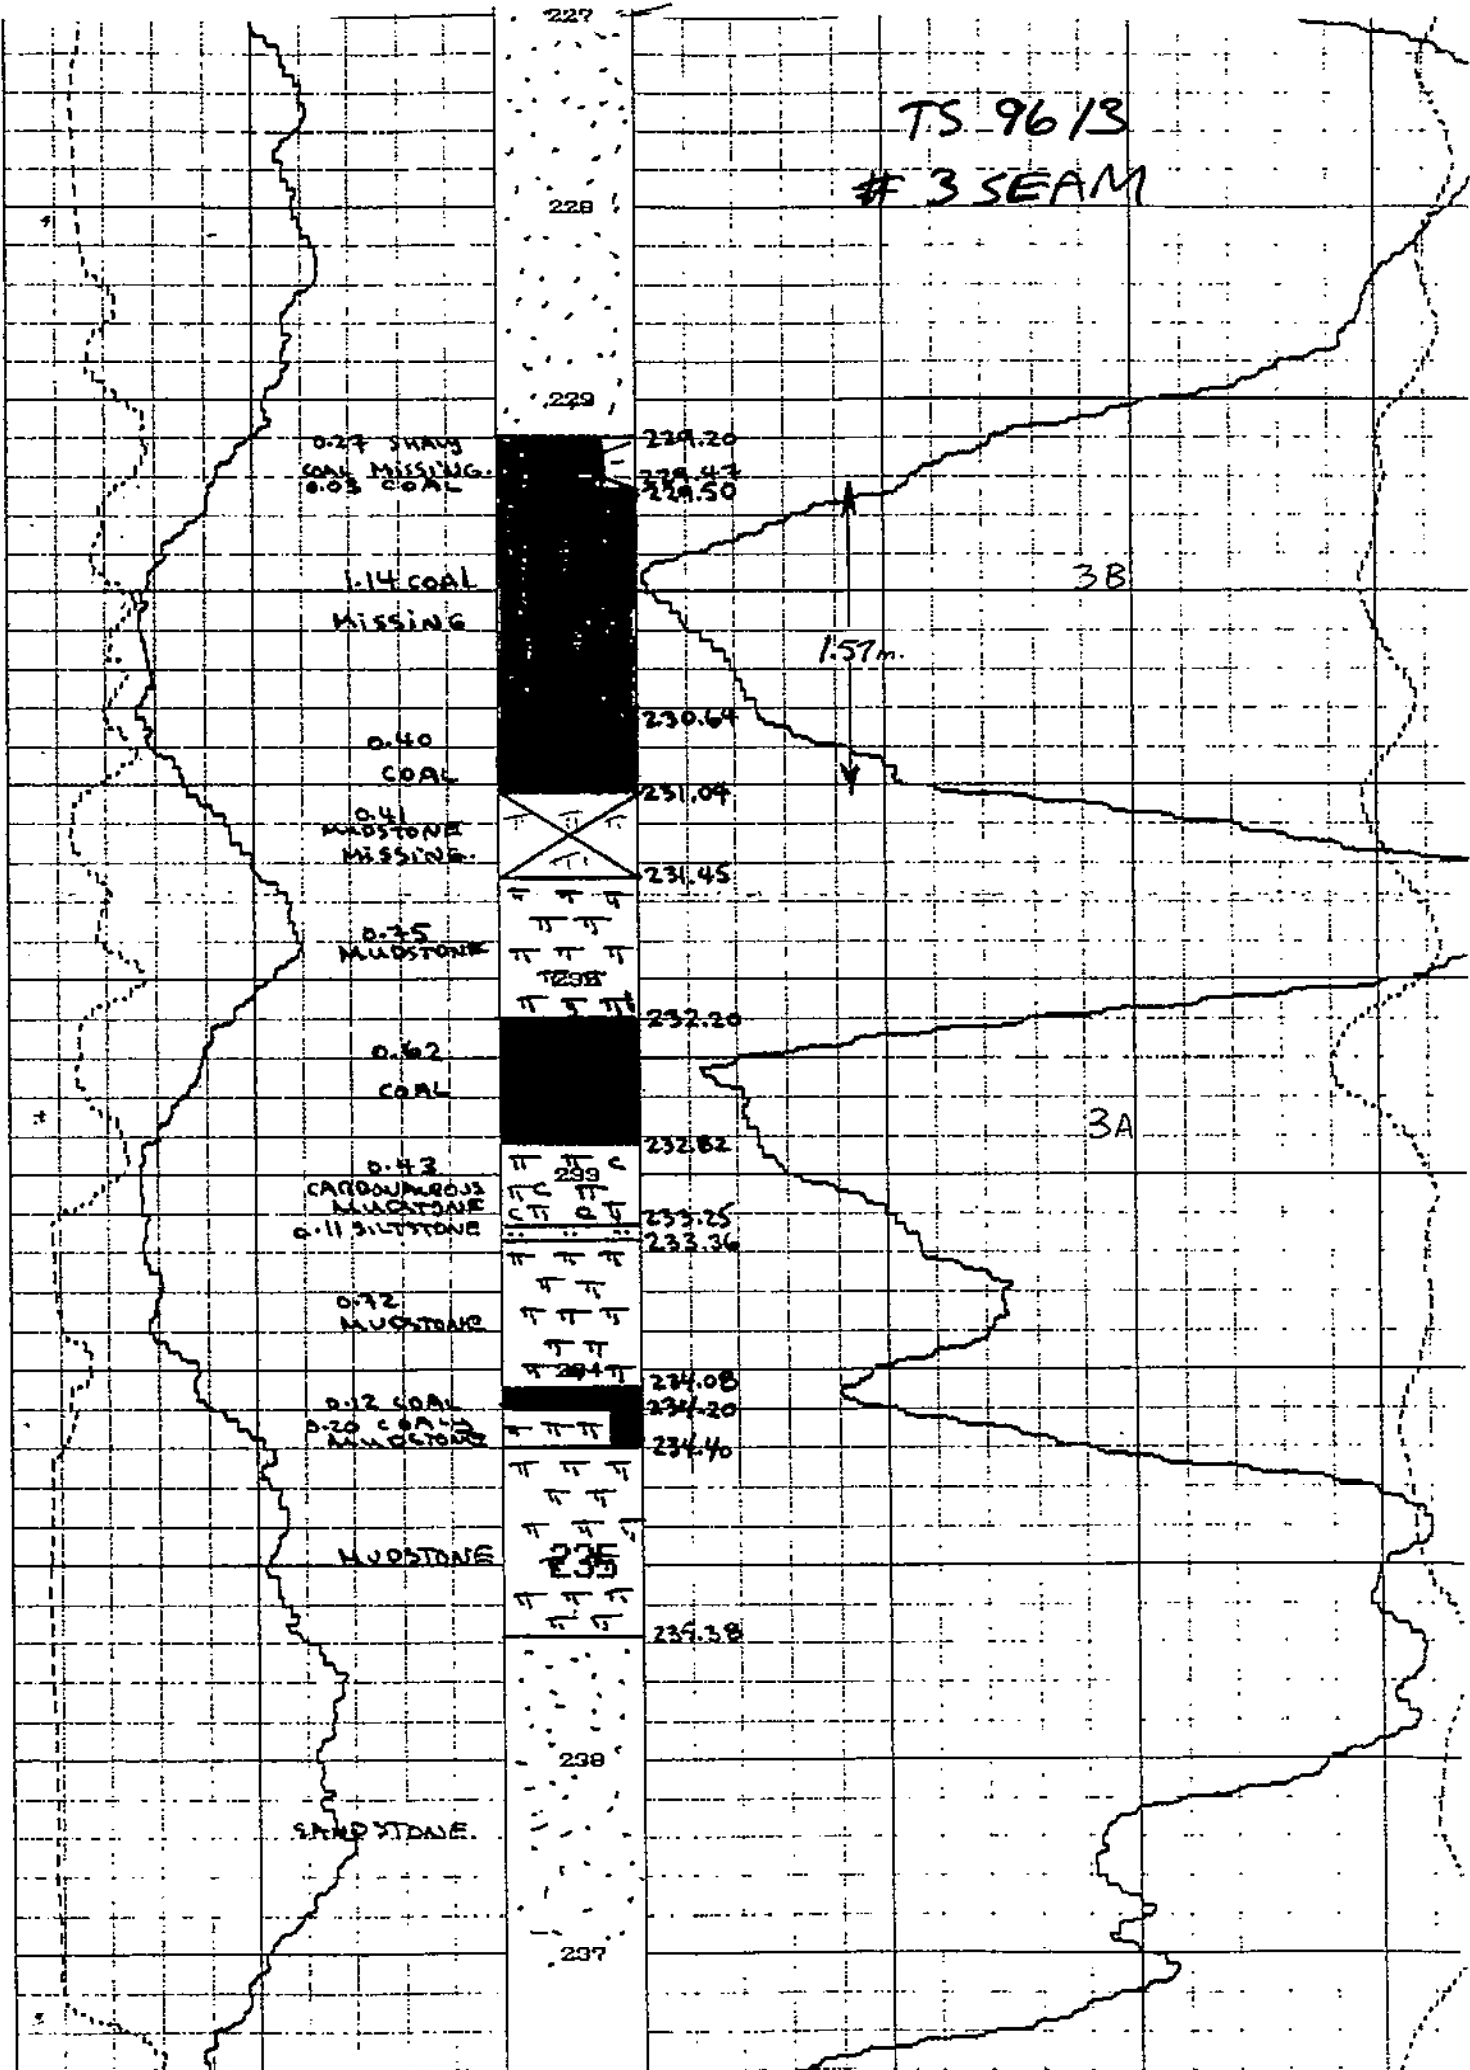 227
TS 96/3
# 3 SEAM
228
229
0.27 SHALY
COAL MISSING.
0.03 COAL
229.20
229.47
229.50
1.14 COAL
MISSING
3B
1.57m.
230.64
0.40
COAL
231.04
0.41
MUDSTONE
MISSING.
231.45
0.75
MUDSTONE
232.20
0.62
COAL
3A
232.82
0.43
CARBONACEOUS
MUDSTONE
233
233.25
0.11 SILTSTONE
233.36
0.72
MUDSTONE
234
234.08
0.12 COAL
234.20
0.20 COALY
MUDSTONE
234.40
MUDSTONE
235
235.38
236
SANDSTONE.
237